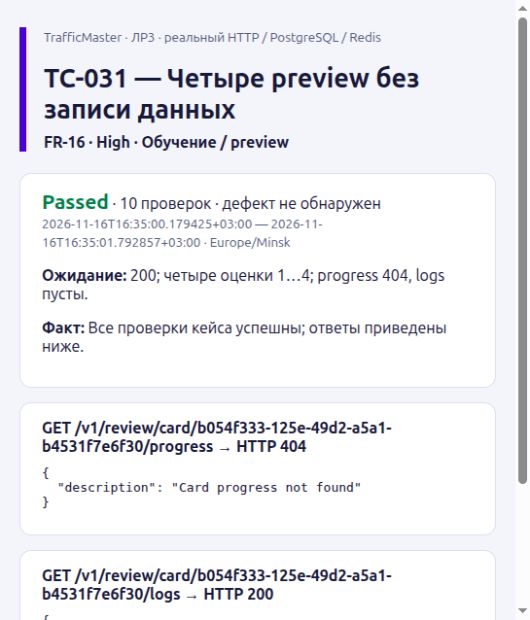 TrafficMaster · ЛР3 · реальный HTTP / PostgreSQL / Redis
TC-031 — Четыре preview без
записи данных
FR-16 · High · Обучение / preview
Passed · 10 проверок · дефект не обнаружен
2026-11-16T16:35:00.179425+03:00 — 2026-11-
16T16:35:01.792857+03:00 · Europe/Minsk
Ожидание: 200; четыре оценки 1…4; progress 404, logs
пусты.
Факт: Все проверки кейса успешны; ответы приведены
ниже.
GET /v1/review/card/b054f333-125e-49d2-a5a1-
b4531f7e6f30/progress → HTTP 404
{
  "description": "Card progress not found"
}
GET /v1/review/card/b054f333-125e-49d2-a5a1-
b4531f7e6f30/logs → HTTP 200
{